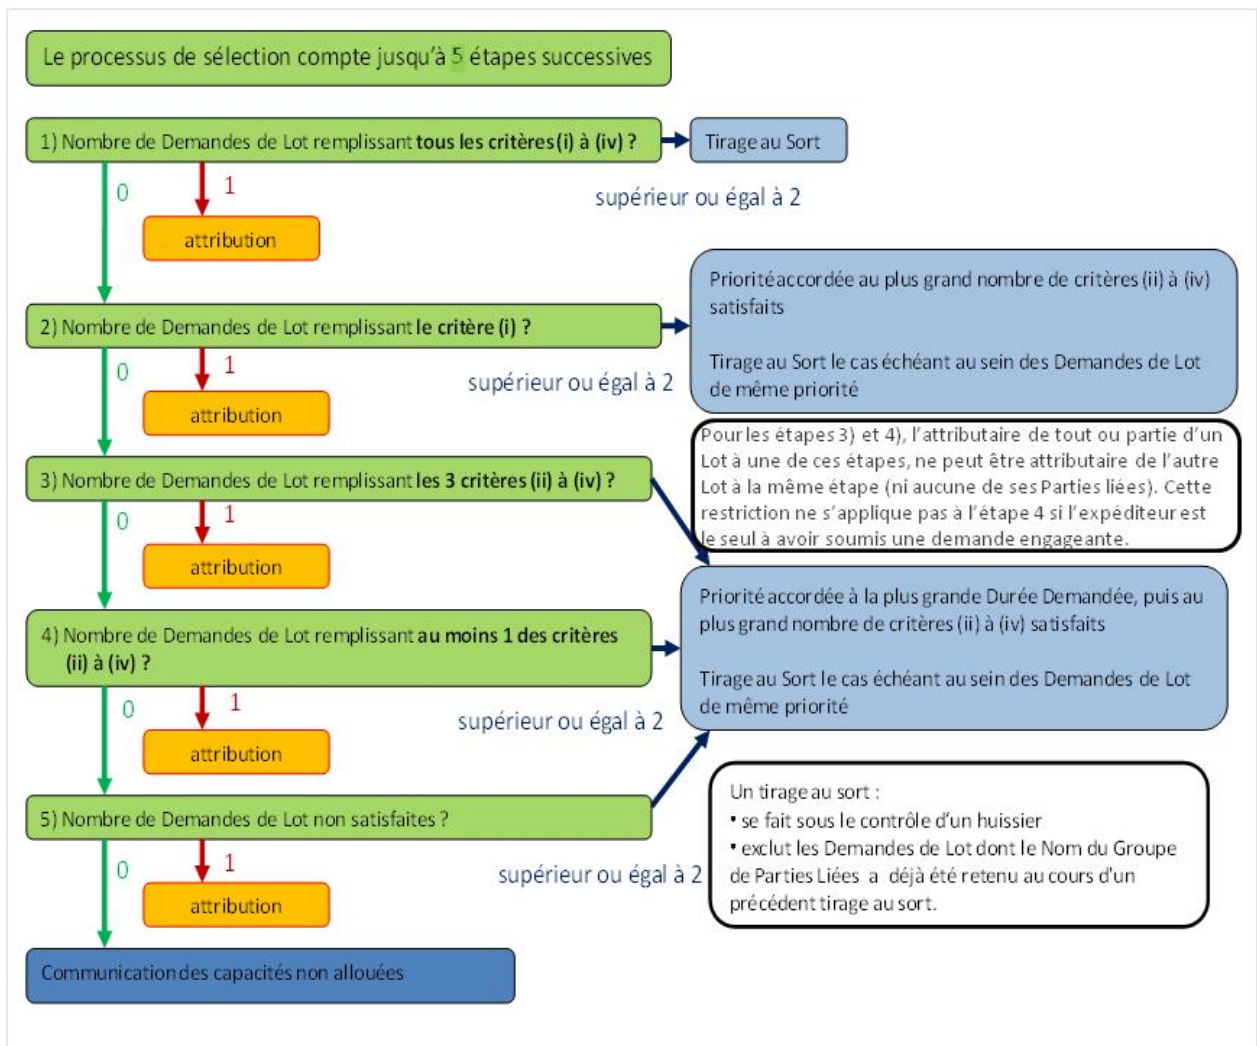 Le processus de sélection compte jusqu'à 5 étapes successives
1) Nombre de Demandes de Lot remplissant tous les critères (i) à (iv) ?
Tirage au Sort
0
1
supérieur ou égal à 2
attribution
Priorité accordée au plus grand nombre de critères (ii) à (iv)
satisfaits
Tirage au Sort le cas échéant au sein des Demandes de Lot
de même priorité
2) Nombre de Demandes de Lot remplissant le critère (i) ?
0
1
supérieur ou égal à 2
attribution
Pour les étapes 3) et 4), l'attributaire de tout ou partie d'un
Lot à une de ces étapes, ne peut être attributaire de l'autre
Lot à la même étape (ni aucune de ses Parties liées). Cette
restriction ne s'applique pas à l'étape 4 si l'expéditeur est
le seul à avoir soumis une demande engageante.
3) Nombre de Demandes de Lot remplissant les 3 critères (ii) à (iv) ?
0
1
attribution
Priorité accordée à la plus grande Durée Demandée, puis au
plus grand nombre de critères (ii) à (iv) satisfaits
Tirage au Sort le cas échéant au sein des Demandes de Lot
de même priorité
4) Nombre de Demandes de Lot remplissant au moins 1 des critères
(ii) à (iv) ?
0
1
supérieur ou égal à 2
attribution
Un tirage au sort :
• se fait sous le contrôle d'un huissier
• exclut les Demandes de Lot dont le Nom du Groupe
de Parties Liées a déjà été retenu au cours d'un
précédent tirage au sort.
5) Nombre de Demandes de Lot non satisfaites ?
0
1
supérieur ou égal à 2
attribution
Communication des capacités non allouées